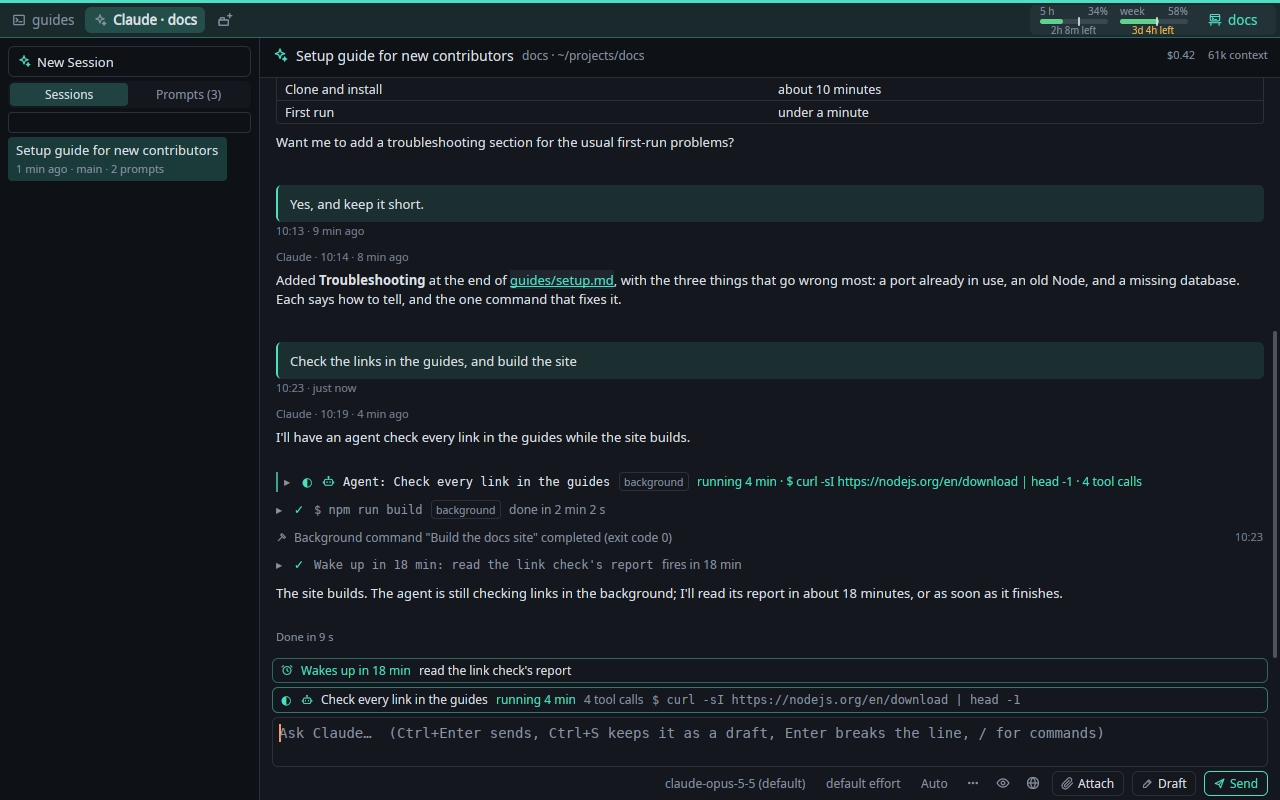 guides
Claude · docs
5 h 34%
2h 8m left
week 58%
3d 4h left
docs
New Session
Sessions
Prompts (3)
Setup guide for new contributors
1 min ago · main · 2 prompts
Setup guide for new contributors docs · ~/projects/docs
$0.42 61k context
Clone and install about 10 minutes
First run under a minute
Want me to add a troubleshooting section for the usual first-run problems?
Yes, and keep it short.
10:13 · 9 min ago
Claude · 10:14 · 8 min ago
Added Troubleshooting at the end of guides/setup.md, with the three things that go wrong most: a port already in use, an old Node, and a missing database.
Each says how to tell, and the one command that fixes it.
Check the links in the guides, and build the site
10:23 · just now
Claude · 10:19 · 4 min ago
I'll have an agent check every link in the guides while the site builds.
Agent: Check every link in the guides background running 4 min · $ curl -sI https://nodejs.org/en/download | head -1 · 4 tool calls
$ npm run build background done in 2 min 2 s
Background command "Build the docs site" completed (exit code 0) 10:23
Wake up in 18 min: read the link check's report fires in 18 min
The site builds. The agent is still checking links in the background; I'll read its report in about 18 minutes, or as soon as it finishes.
Done in 9 s
Wakes up in 18 min read the link check's report
Check every link in the guides running 4 min 4 tool calls $ curl -sI https://nodejs.org/en/download | head -1
Ask Claude… (Ctrl+Enter sends, Ctrl+S keeps it as a draft, Enter breaks the line, / for commands)
claude-opus-5-5 (default) default effort Auto ··· Attach Draft Send